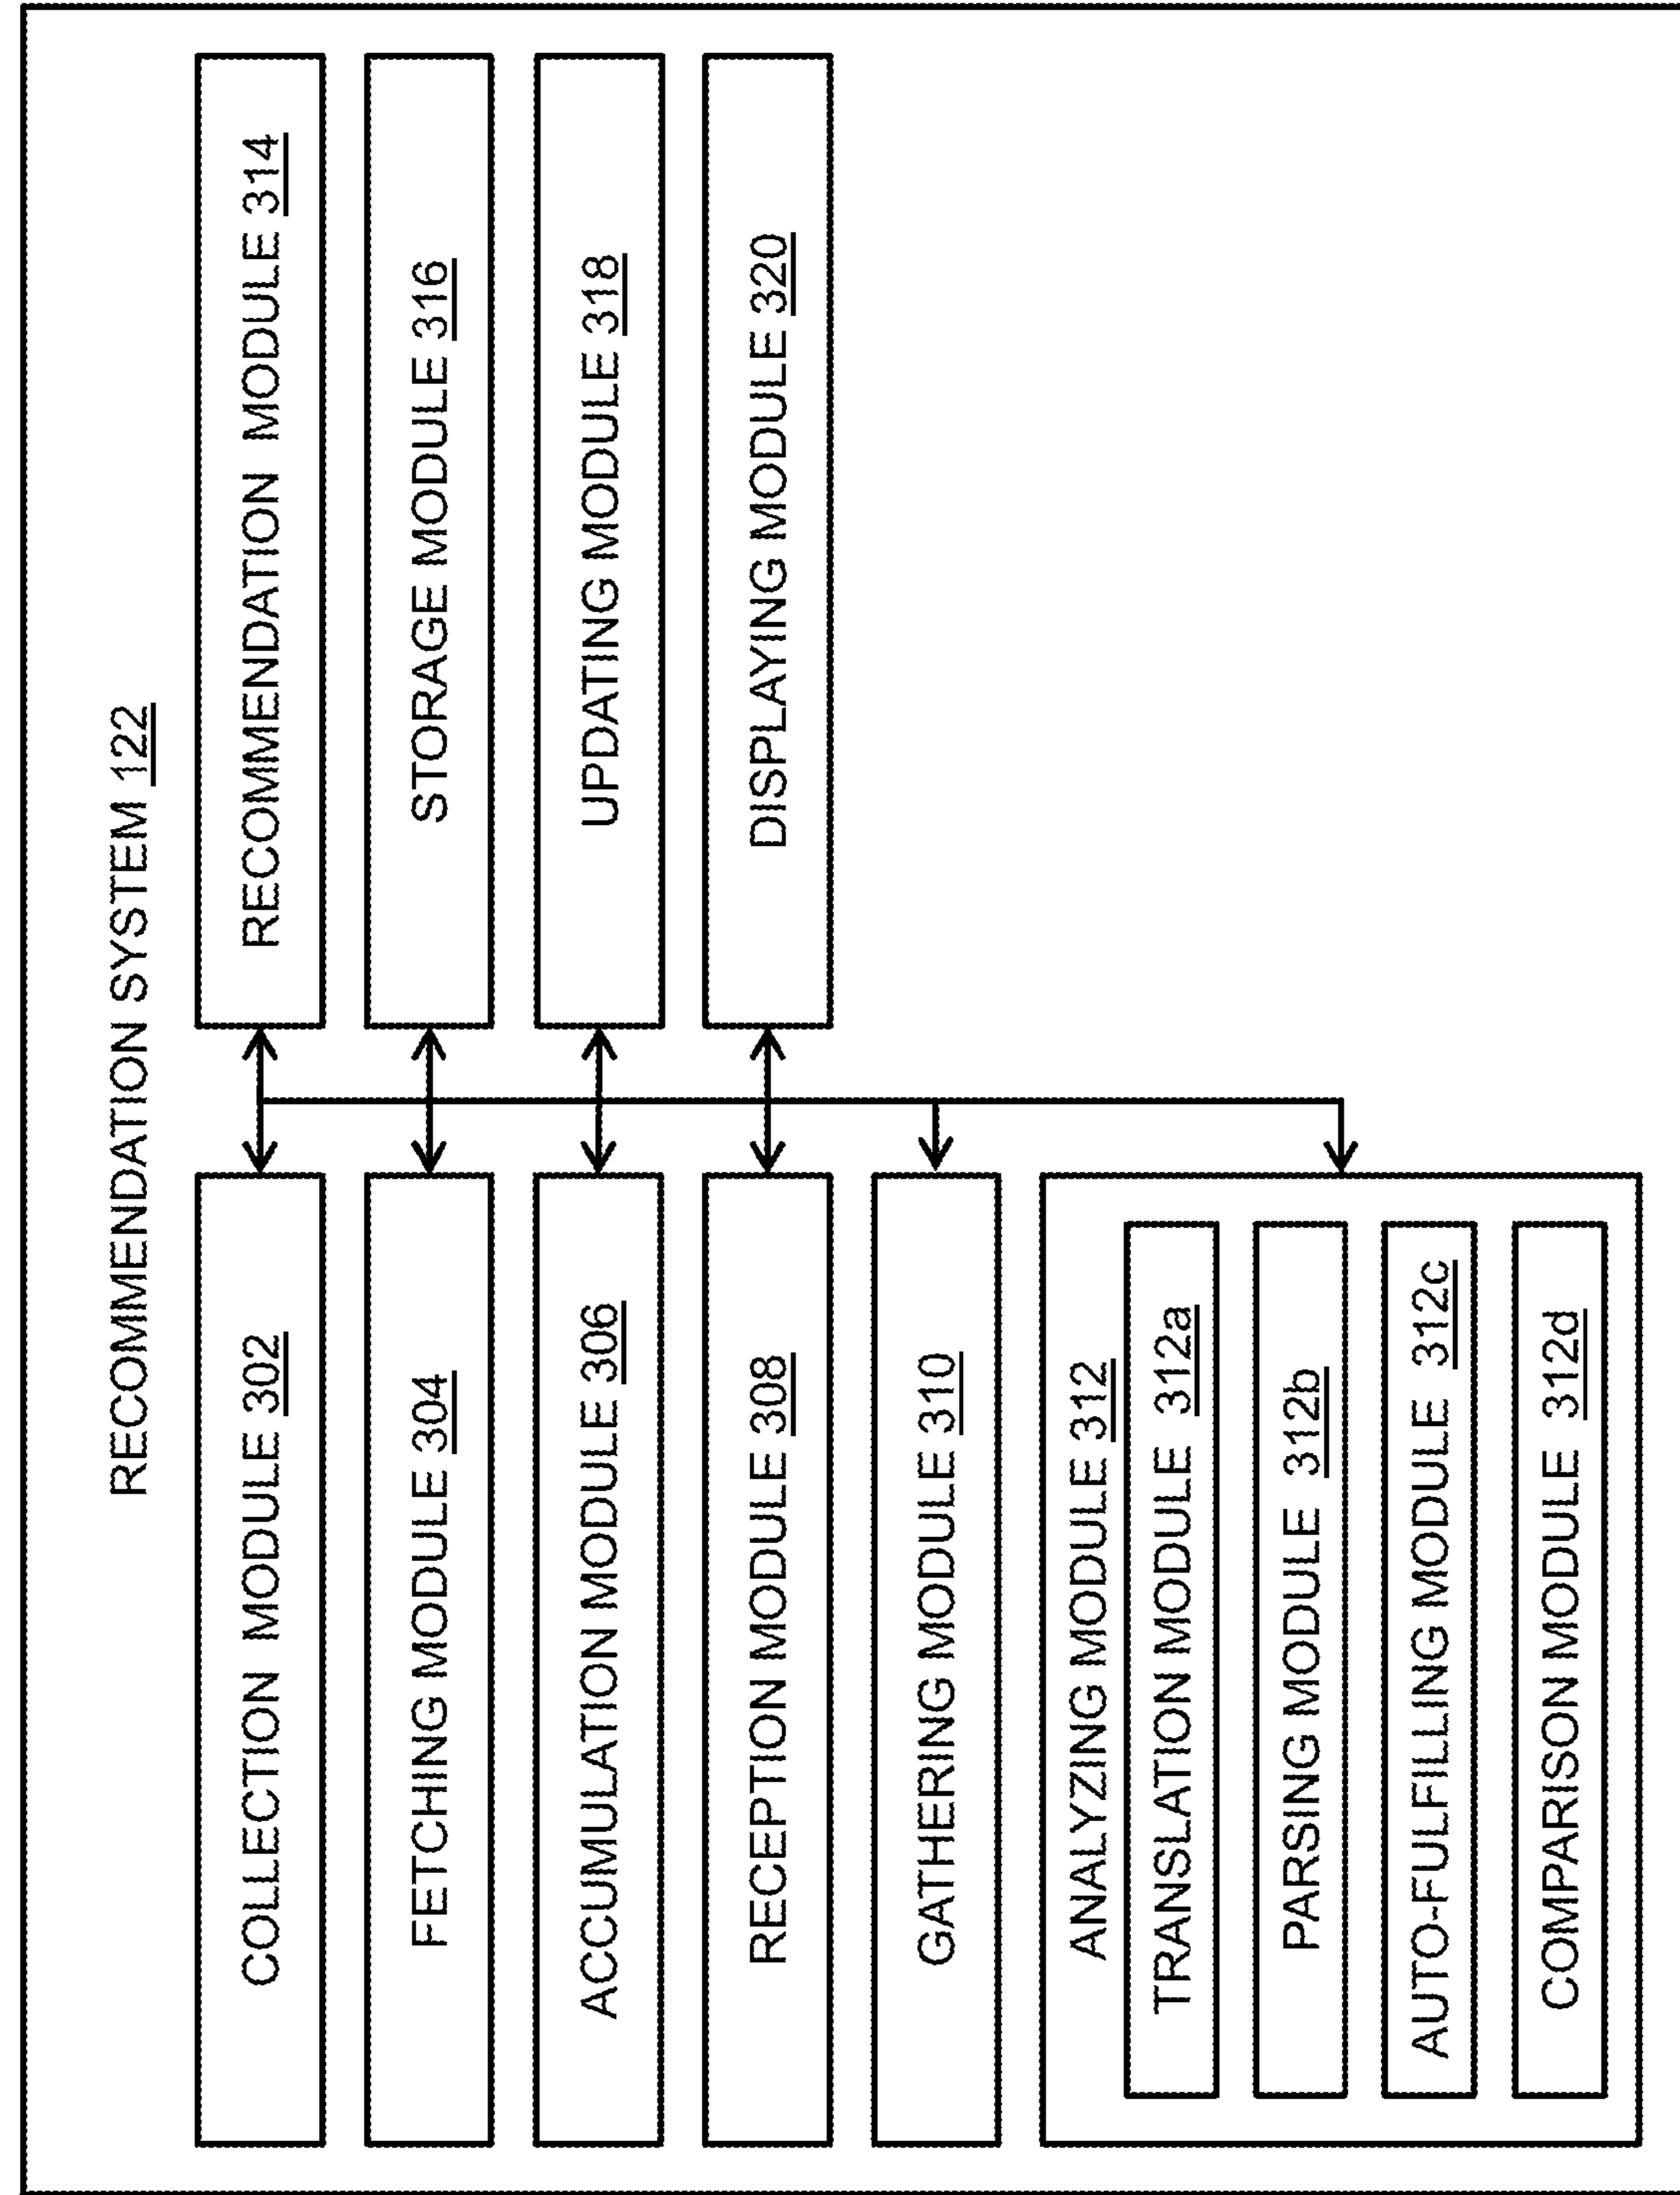 RECOMMENDATION SYSTEM 122
COLLECTION MODULE 302
FETCHING MODULE 304
ACCUMULATION MODULE 306
RECEPTION MODULE 308
GATHERING MODULE 310
ANALYZING MODULE 312
TRANSLATION MODULE 312a
PARSING MODULE 312b
AUTO-FULFILLING MODULE 312c
COMPARISON MODULE 312d
RECOMMENDATION MODULE 314
STORAGE MODULE 316
UPDATING MODULE 318
DISPLAYING MODULE 320